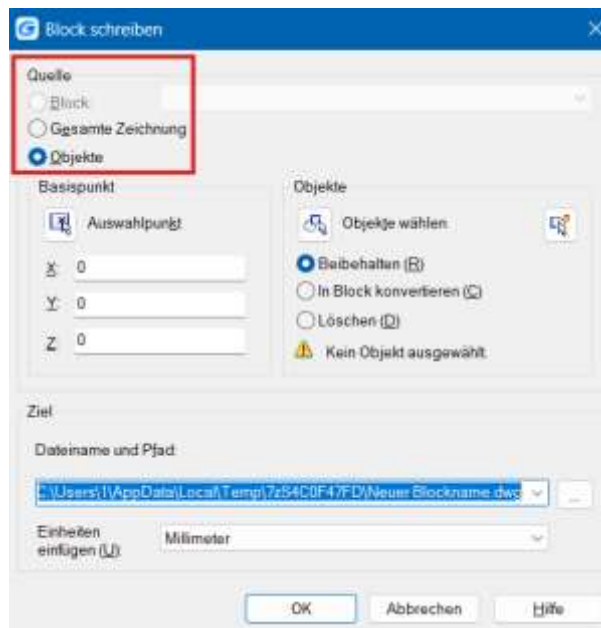 Block schreiben
Quelle
Block
Gesamte Zeichnung
Objekte
Basispunkt
Auswahlpunkt
X: 0
Y: 0
Z: 0
Objekte
Objekte wählen
Beibehalten (R)
In Block konvertieren (C)
Löschen (D)
Kein Objekt ausgewählt
Ziel
Dateiname und Pfad:
C:\Users\1\AppData\Local\Temp\7zS4C0F47FD\Neuer Blockname.dwg
...
Einheiten
einfügen (U):
Millimeter
OK Abbrechen Hilfe